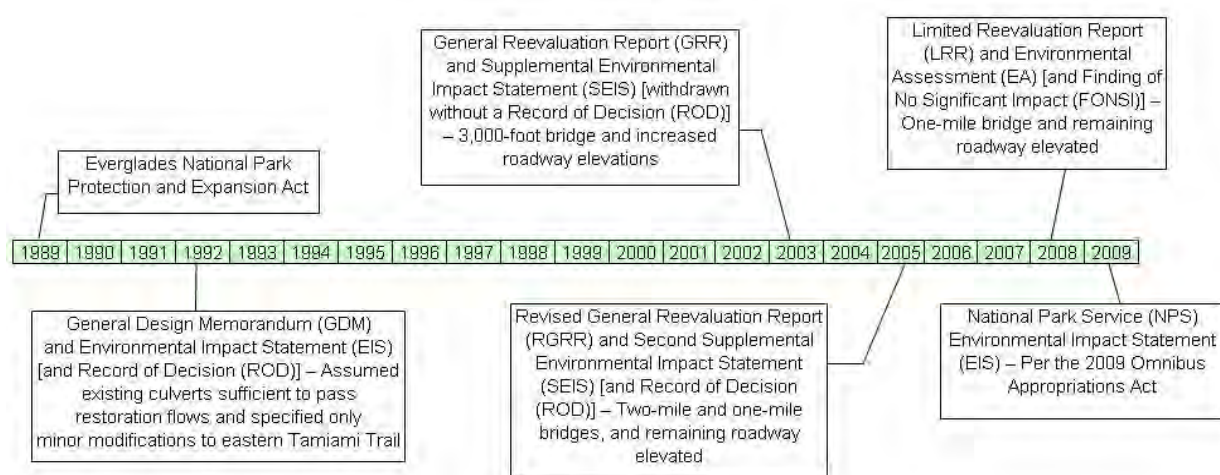 General Reevaluation Report (GRR)
and Supplemental Environmental
Impact Statement (SEIS) [withdrawn
without a Record of Decision (ROD)]
– 3,000-foot bridge and increased
roadway elevations
Limited Reevaluation Report
(LRR) and Environmental
Assessment (EA) [and Finding of
No Significant Impact (FONSI)] –
One-mile bridge and remaining
roadway elevated
Everglades National Park
Protection and Expansion Act
1989 1990 1991 1992 1993 1994 1995 1996 1997 1998 1999 2000 2001 2002 2003 2004 2005 2006 2007 2008 2009
General Design Memorandum (GDM)
and Environmental Impact Statement (EIS)
[and Record of Decision (ROD)] – Assumed
existing culverts sufficient to pass
restoration flows and specified only
minor modifications to eastern Tamiami Trail
Revised General Reevaluation Report
(RGRR) and Second Supplemental
Environmental Impact Statement
(SEIS) [and Record of Decision
(ROD)] – Two-mile and one-mile
bridges, and remaining roadway
elevated
National Park Service (NPS)
Environmental Impact Statement
(EIS) – Per the 2009 Omnibus
Appropriations Act